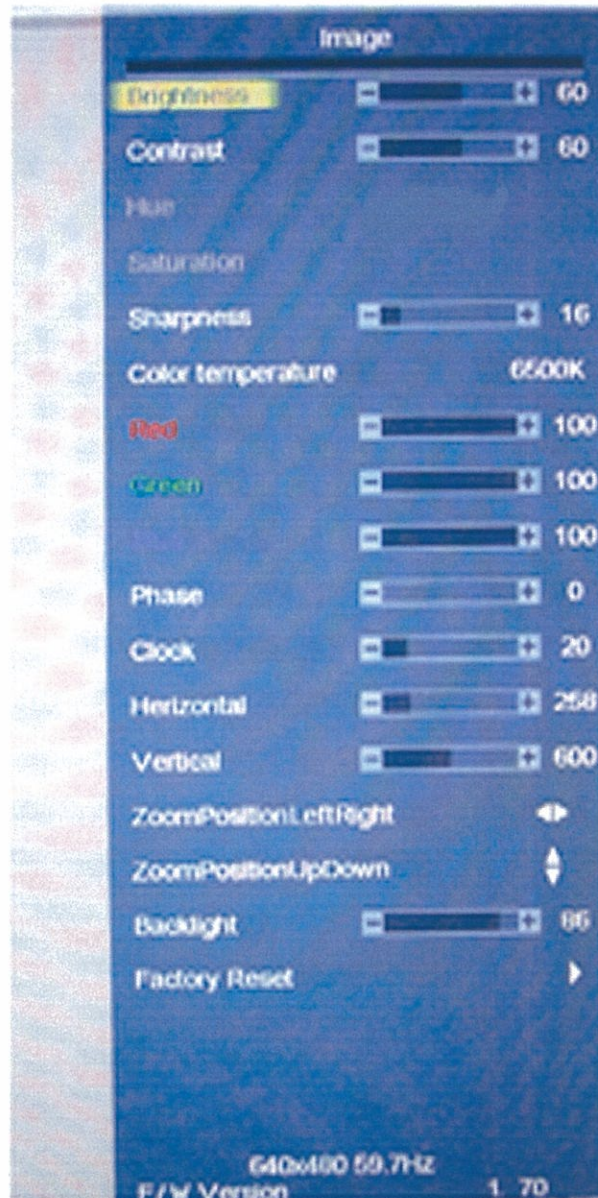 Image
Brightness 60
Contrast 60
Hue
Saturation
Sharpness 16
Color temperature 6500K
Red 100
Green 100
100
Phase 0
Clock 20
Herizontal 258
Vertical 600
ZoomPositionLeftRight
ZoomPositionUpDown
Backlight 86
Factory Reset
640x480 59.7Hz
F/W Version 1.70